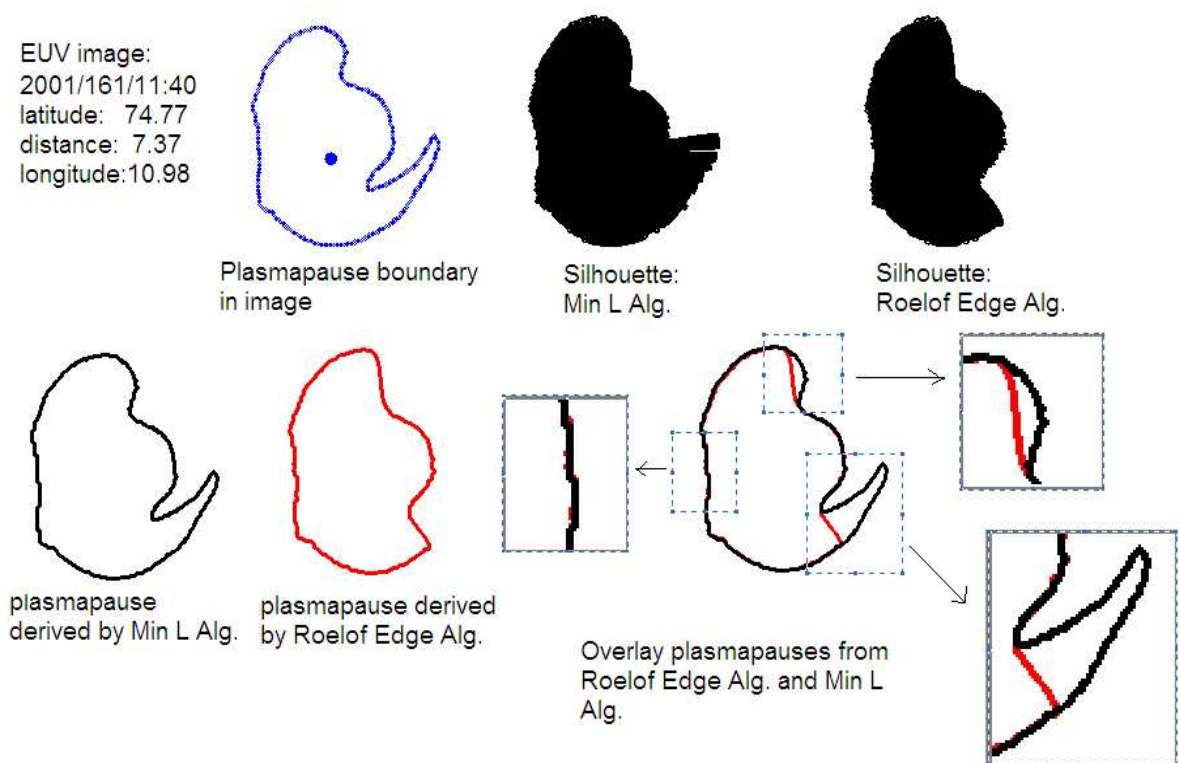 EUV image:
2001/161/11:40
latitude: 74.77
distance: 7.37
longitude:10.98
Plasmapause boundary
in image
Silhouette:
Min L Alg.
Silhouette:
Roelof Edge Alg.
plasmapause
derived by Min L Alg.
plasmapause derived
by Roelof Edge Alg.
Overlay plasmapauses from
Roelof Edge Alg. and Min L
Alg.